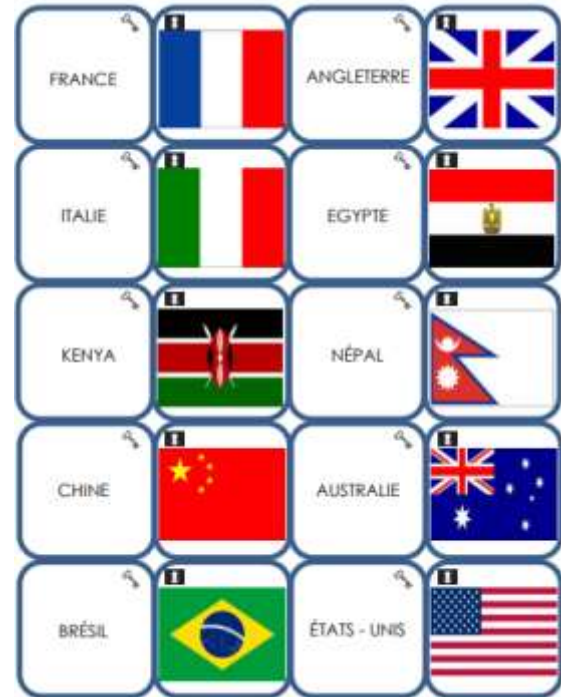 FRANCE
ANGLETERRE
ITALIE
EGYPTE
KENYA
NÉPAL
CHINE
AUSTRALIE
BRÉSIL
ÉTATS - UNIS